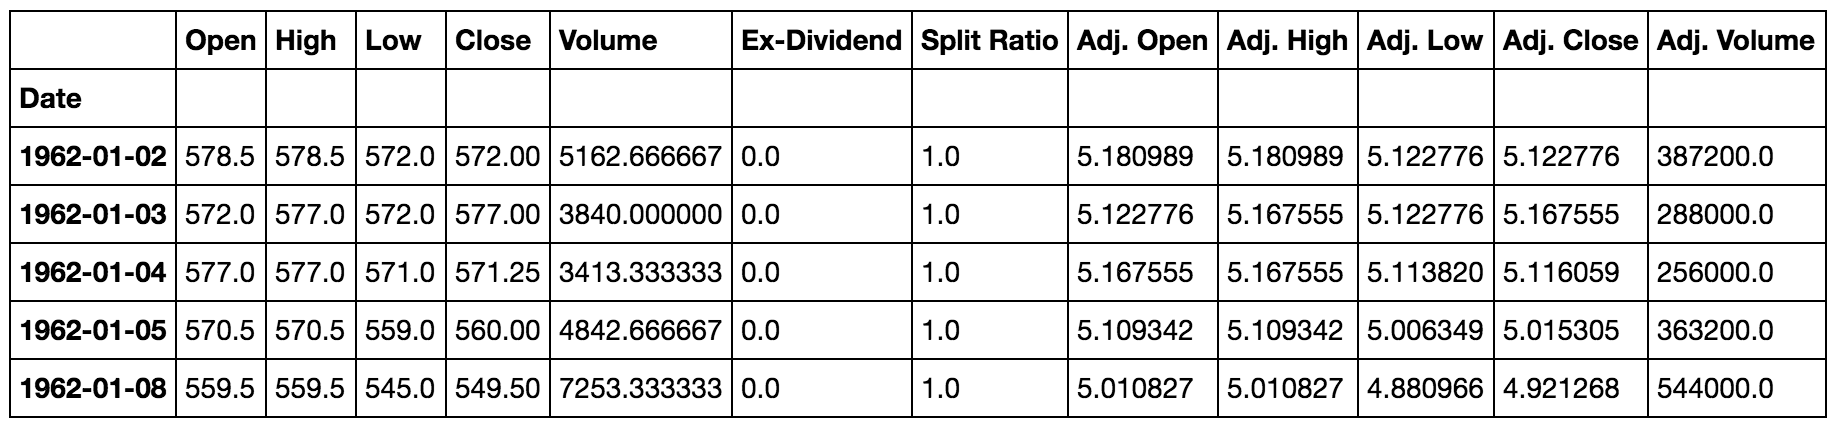 Open High Low Close Volume Ex-Dividend Split Ratio Adj. Open Adj. High Adj. Low Adj. Close Adj. Volume
Date
1962-01-02 578.5 578.5 572.0 572.00 5162.666667 0.0 1.0 5.180989 5.180989 5.122776 5.122776 387200.0
1962-01-03 572.0 577.0 572.0 577.00 3840.000000 0.0 1.0 5.122776 5.167555 5.122776 5.167555 288000.0
1962-01-04 577.0 577.0 571.0 571.25 3413.333333 0.0 1.0 5.167555 5.167555 5.113820 5.116059 256000.0
1962-01-05 570.5 570.5 559.0 560.00 4842.666667 0.0 1.0 5.109342 5.109342 5.006349 5.015305 363200.0
1962-01-08 559.5 559.5 545.0 549.50 7253.333333 0.0 1.0 5.010827 5.010827 4.880966 4.921268 544000.0